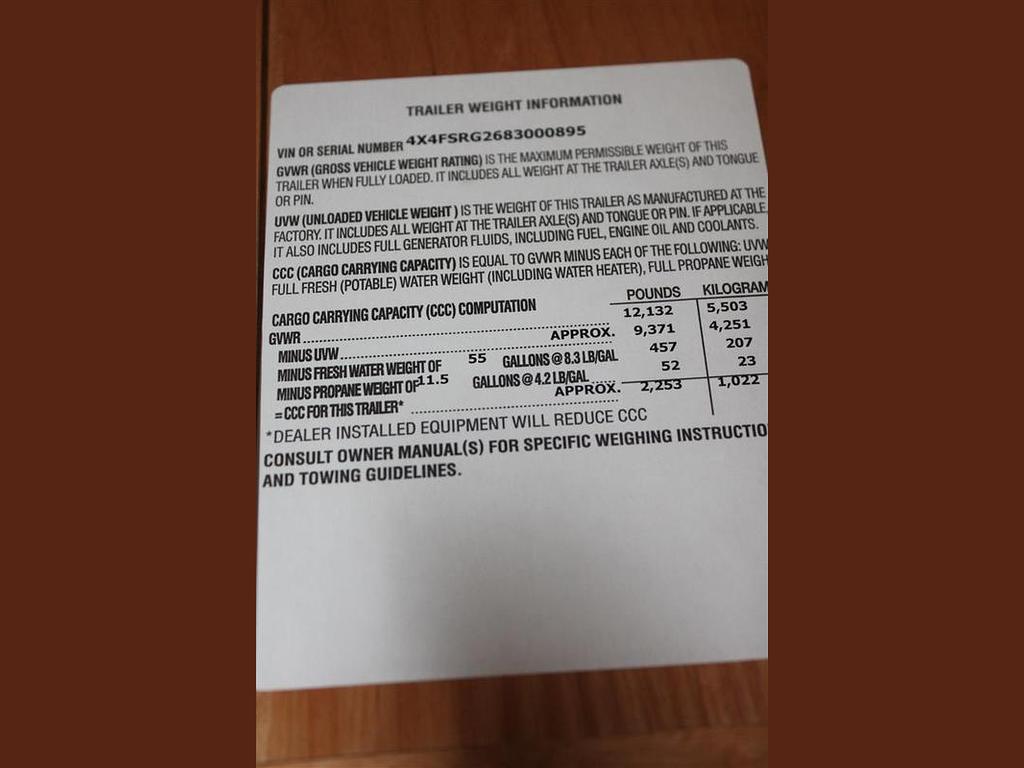 TRAILER WEIGHT INFORMATION
VIN OR SERIAL NUMBER 4X4FSRG2683000895
GVWR (GROSS VEHICLE WEIGHT RATING) IS THE MAXIMUM PERMISSIBLE WEIGHT OF THIS
TRAILER WHEN FULLY LOADED. IT INCLUDES ALL WEIGHT AT THE TRAILER AXLE(S) AND TONGUE
OR PIN.
UVW (UNLOADED VEHICLE WEIGHT ) IS THE WEIGHT OF THIS TRAILER AS MANUFACTURED AT THE
FACTORY. IT INCLUDES ALL WEIGHT AT THE TRAILER AXLE(S) AND TONGUE OR PIN. IF APPLICABLE,
IT ALSO INCLUDES FULL GENERATOR FLUIDS, INCLUDING FUEL, ENGINE OIL AND COOLANTS.
CCC (CARGO CARRYING CAPACITY) IS EQUAL TO GVWR MINUS EACH OF THE FOLLOWING: UVW
FULL FRESH (POTABLE) WATER WEIGHT (INCLUDING WATER HEATER), FULL PROPANE WEIGH
CARGO CARRYING CAPACITY (CCC) COMPUTATION POUNDS KILOGRAM
GVWR 12,132 5,503
MINUS UVW APPROX. 9,371 4,251
MINUS FRESH WATER WEIGHT OF 55 GALLONS @ 8.3 LB/GAL 457 207
MINUS PROPANE WEIGHT OF 11.5 GALLONS @ 4.2 LB/GAL 52 23
= CCC FOR THIS TRAILER* APPROX. 2,253 1,022
*DEALER INSTALLED EQUIPMENT WILL REDUCE CCC
CONSULT OWNER MANUAL(S) FOR SPECIFIC WEIGHING INSTRUCTIO
AND TOWING GUIDELINES.